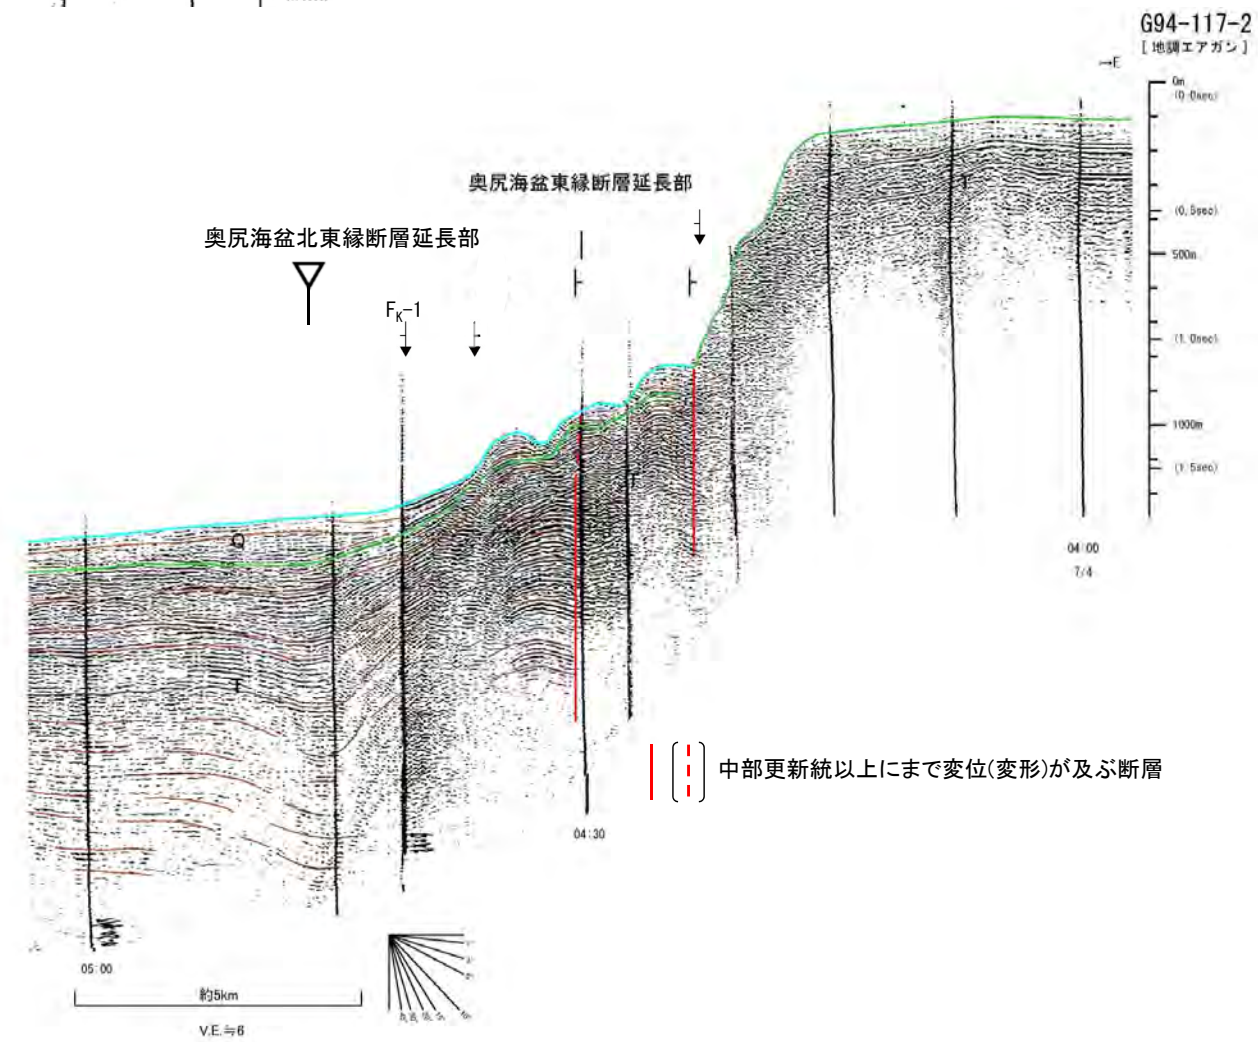 G94-117-2
[地調エアガン]
→E
0m
(0.0sec)
奥尻海盆東縁断層延長部
T
(0.5sec)
奥尻海盆北東縁断層延長部
500m
FK-1
(1.0sec)
1000m
(1.5sec)
T
Q
04:00
7/4
T
中部更新統以上にまで変位(変形)が及ぶ断層
04:30
05:00
約5km
V.E.≒6